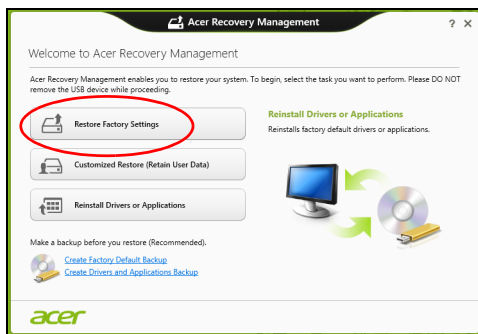 Acer Recovery Management
? X
Welcome to Acer Recovery Management
Acer Recovery Management enables you to restore your system. To begin, select the task you want to perform. Please DO NOT
remove the USB device while proceeding.
Restore Factory Settings
Customized Restore (Retain User Data)
Reinstall Drivers or Applications
Reinstall Drivers or Applications
Reinstalls factory default drivers or applications.
Make a backup before you restore (Recommended).
Create Factory Default Backup
Create Drivers and Applications Backup
acer